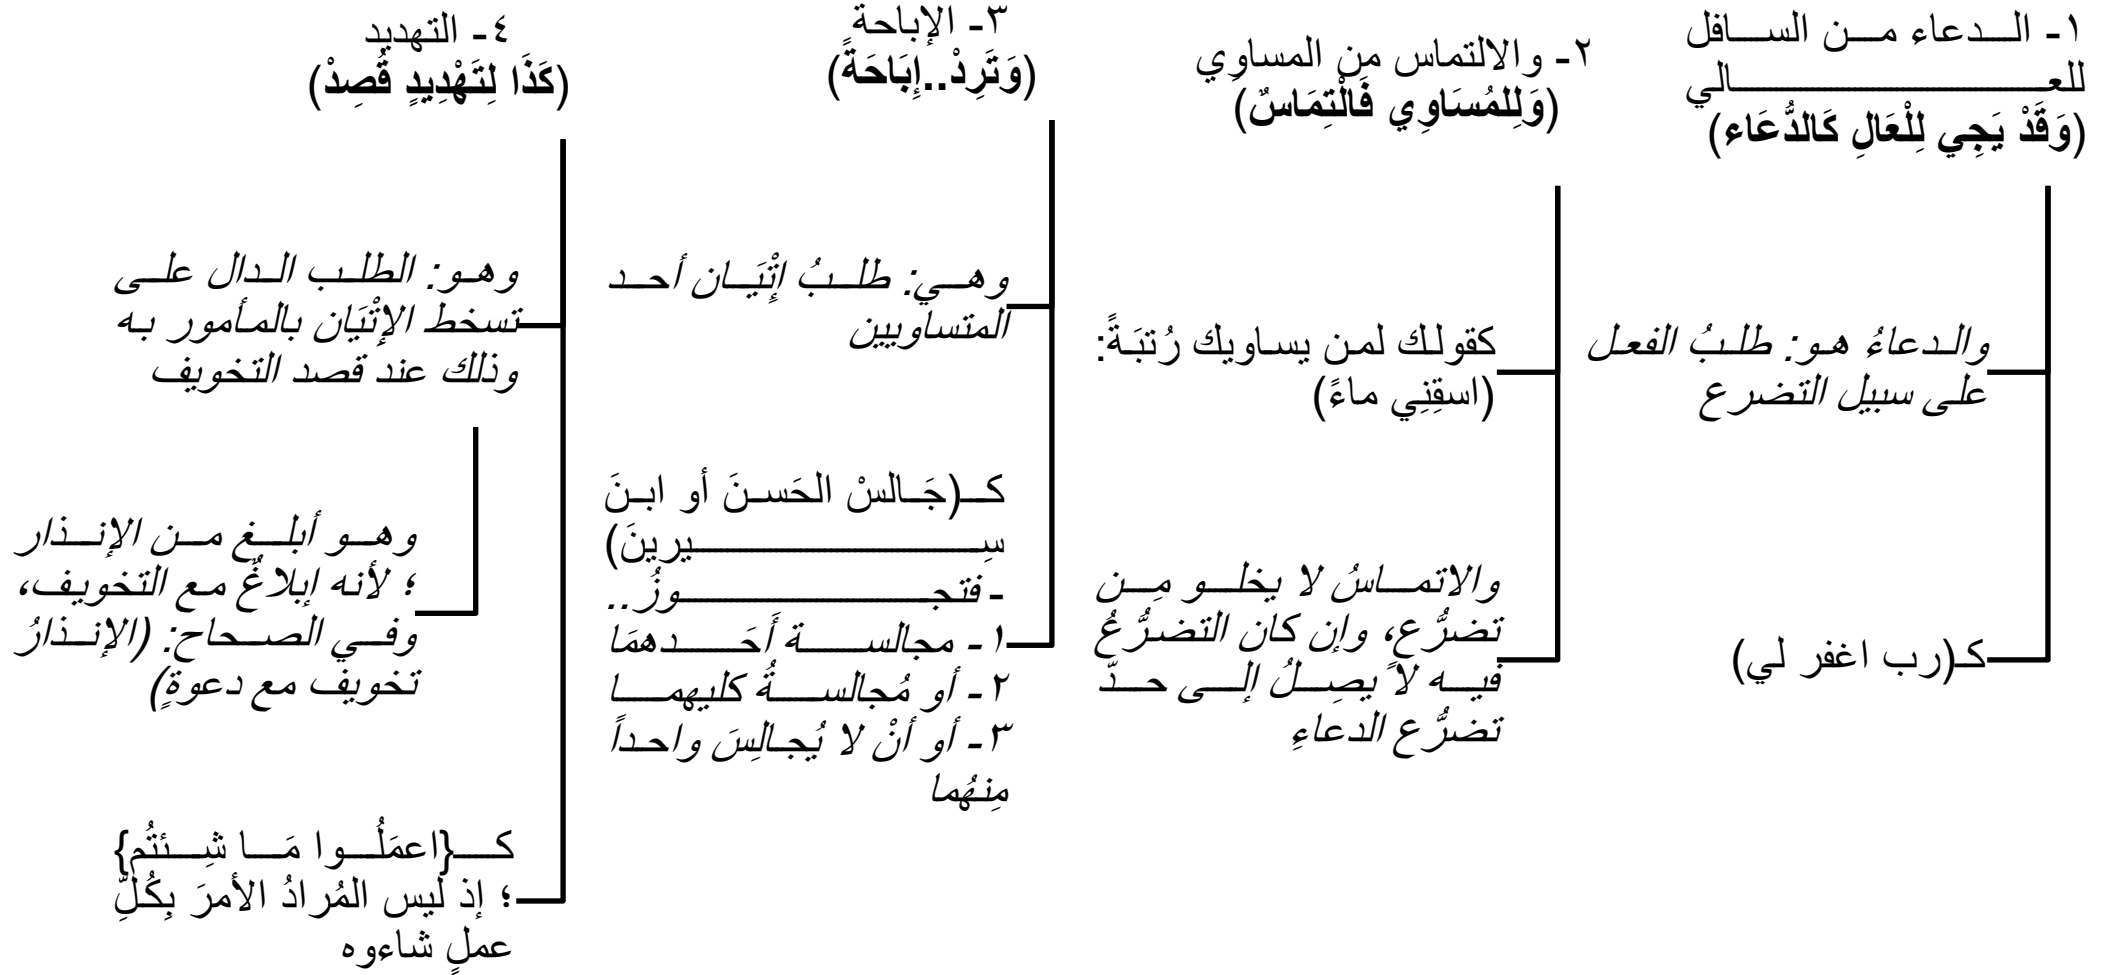 ١- الدعاء من السافل
للعالي
(وَقَدْ يَجِي لِلْعَالِ كَالدُّعَاء)
والدعاءُ هو: طلبُ الفعل
على سبيل التضرع
كـ(رب اغفر لي)
٢- والالتماس من المساوِي
(وَلِلمُسَاوِي فَالْتِمَاسٌ)
كقولك لمن يساويك رُتبَةً:
(اسقِنِي ماءً)
والاتماسُ لا يخلو مِن
تضرُّعٍ، وإن كان التضرُّعُ
فيه لا يصِلُ إلى حدّ
تضرُّع الدعاءِ
٣- الإباحة
(وَتَرِدْ..إِبَاحَةً)
وهي: طلبُ إِتْيَان أحد
المتساويين
كـ(جَالسْ الحَسنَ أو ابنَ
سِيرينَ)
- فتجوزُ..
١- مجالسة أَحَدهمَا
٢- أو مُجالسةُ كليهما
٣- أو أنْ لا يُجالِسَ واحداً
مِنهُما
٤- التهديد
(كَذَا لِتَهْدِيدٍ قُصِدْ)
وهو: الطلب الدال على
تسخط الإتْيَان بالمأمور به
وذلك عند قصد التخويف
وهو أبلغ من الإنذار
؛ لأنه إبلاغٌ مع التخويف،
وفي الصحاح: (الإنذارُ
تخويف مع دعوةٍ)
كـ{اعمَلُوا مَا شِئتُم}
؛ إذ ليس المُرادُ الأمرَ بِكُلِّ
عملٍ شاءوه